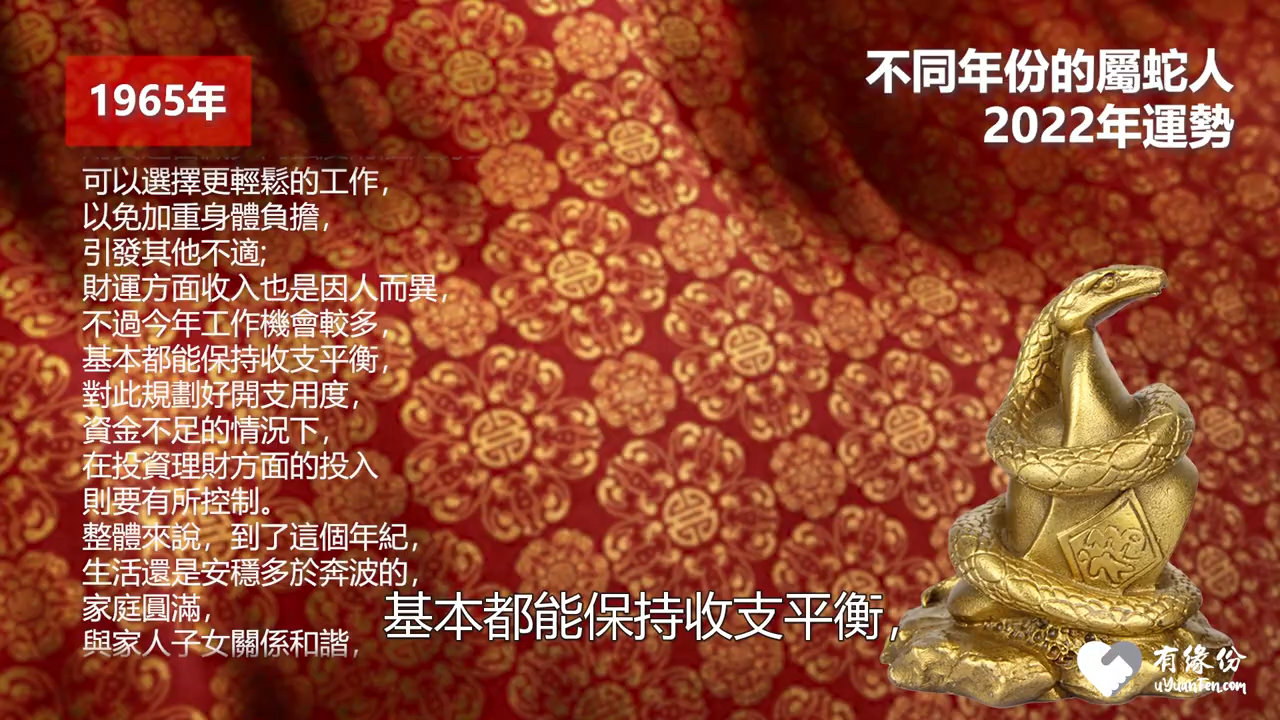 1965年
不同年份的屬蛇人
2022年運勢
可以選擇更輕鬆的工作，
以免加重身體負擔，
引發其他不適;
財運方面收入也是因人而異，
不過今年工作機會較多，
基本都能保持收支平衡，
對此規劃好開支用度，
資金不足的情況下，
在投資理財方面的投入
則要有所控制。
整體來說，到了這個年紀，
生活還是安穩多於奔波的，
家庭圓滿，
與家人子女關係和諧，
基本都能保持收支平衡，
有缘份
uYuanFen.com